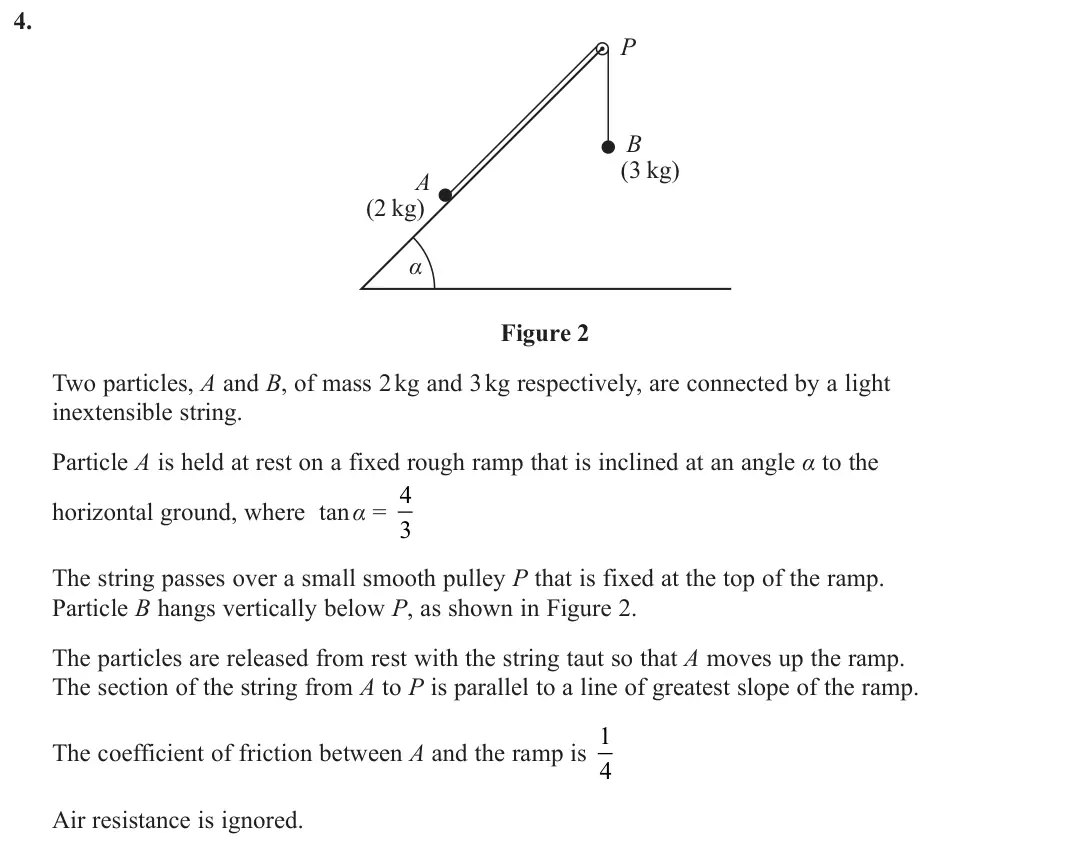 4.
P
B
(3 kg)
A
(2 kg)
α
Figure 2
Two particles, A and B, of mass 2 kg and 3 kg respectively, are connected by a light
inextensible string.
Particle A is held at rest on a fixed rough ramp that is inclined at an angle α to the
horizontal ground, where tan α = 4/3
The string passes over a small smooth pulley P that is fixed at the top of the ramp.
Particle B hangs vertically below P, as shown in Figure 2.
The particles are released from rest with the string taut so that A moves up the ramp.
The section of the string from A to P is parallel to a line of greatest slope of the ramp.
The coefficient of friction between A and the ramp is 1/4
Air resistance is ignored.